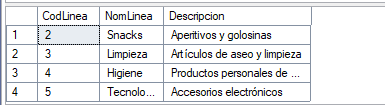 CodLinea NomLinea Descripcion
1 2 Snacks Aperitivos y golosinas
2 3 Limpieza Artículos de aseo y limpieza
3 4 Higiene Productos personales de ...
4 5 Tecnolo... Accesorios electrónicos